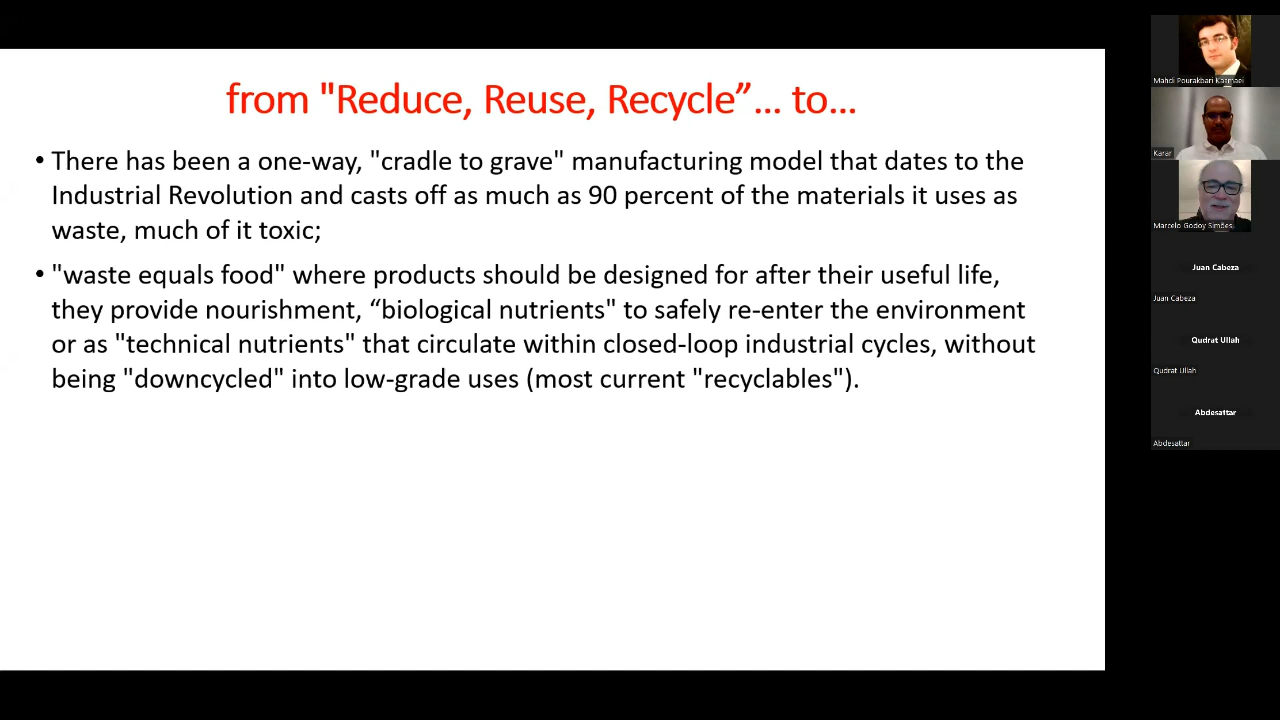 from "Reduce, Reuse, Recycle”... to...
• There has been a one-way, "cradle to grave" manufacturing model that dates to the
Industrial Revolution and casts off as much as 90 percent of the materials it uses as
waste, much of it toxic;
• "waste equals food" where products should be designed for after their useful life,
they provide nourishment, “biological nutrients" to safely re-enter the environment
or as "technical nutrients" that circulate within closed-loop industrial cycles, without
being "downcycled" into low-grade uses (most current "recyclables").
Mahdi Pourakbari Kasmaei
Karar
Marcelo Godoy Simões
Juan Cabeza
Juan Cabeza
Qudrat Ullah
Qudrat Ullah
Abdesattar
Abdesattar